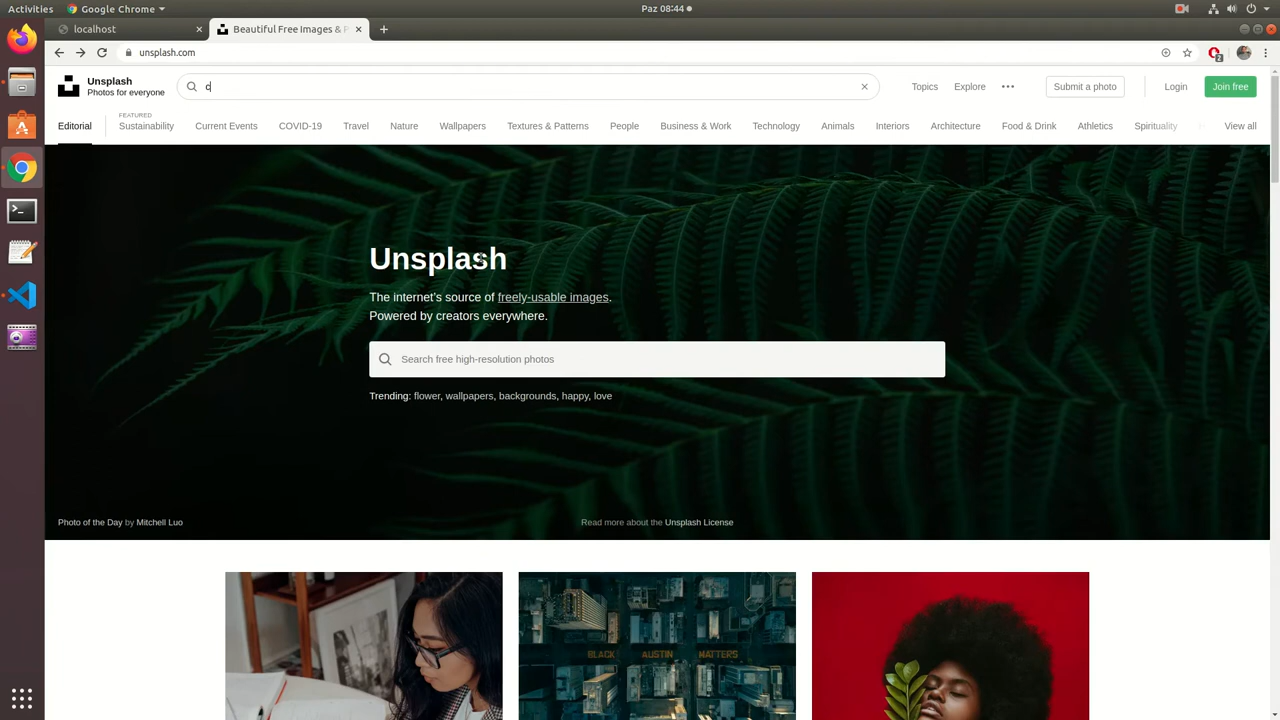 Activities
Google Chrome
Paz 08:44
localhost
Beautiful Free Images & P
unsplash.com
2
Unsplash
Photos for everyone
c
Topics
Explore
Submit a photo
Login
Join free
Editorial
FEATURED
Sustainability
Current Events
COVID-19
Travel
Nature
Wallpapers
Textures & Patterns
People
Business & Work
Technology
Animals
Interiors
Architecture
Food & Drink
Athletics
Spirituality
View all
Unsplash
The internet’s source of freely-usable images.
Powered by creators everywhere.
Search free high-resolution photos
Trending: flower, wallpapers, backgrounds, happy, love
Photo of the Day by Mitchell Luo
Read more about the Unsplash License
BLACK AUSTIN MATTERS